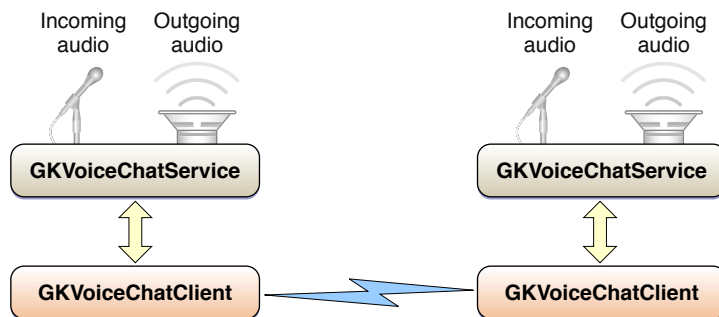 Incoming
audio
Outgoing
audio
Incoming
audio
Outgoing
audio
GKVoiceChatService
GKVoiceChatService
GKVoiceChatClient
GKVoiceChatClient